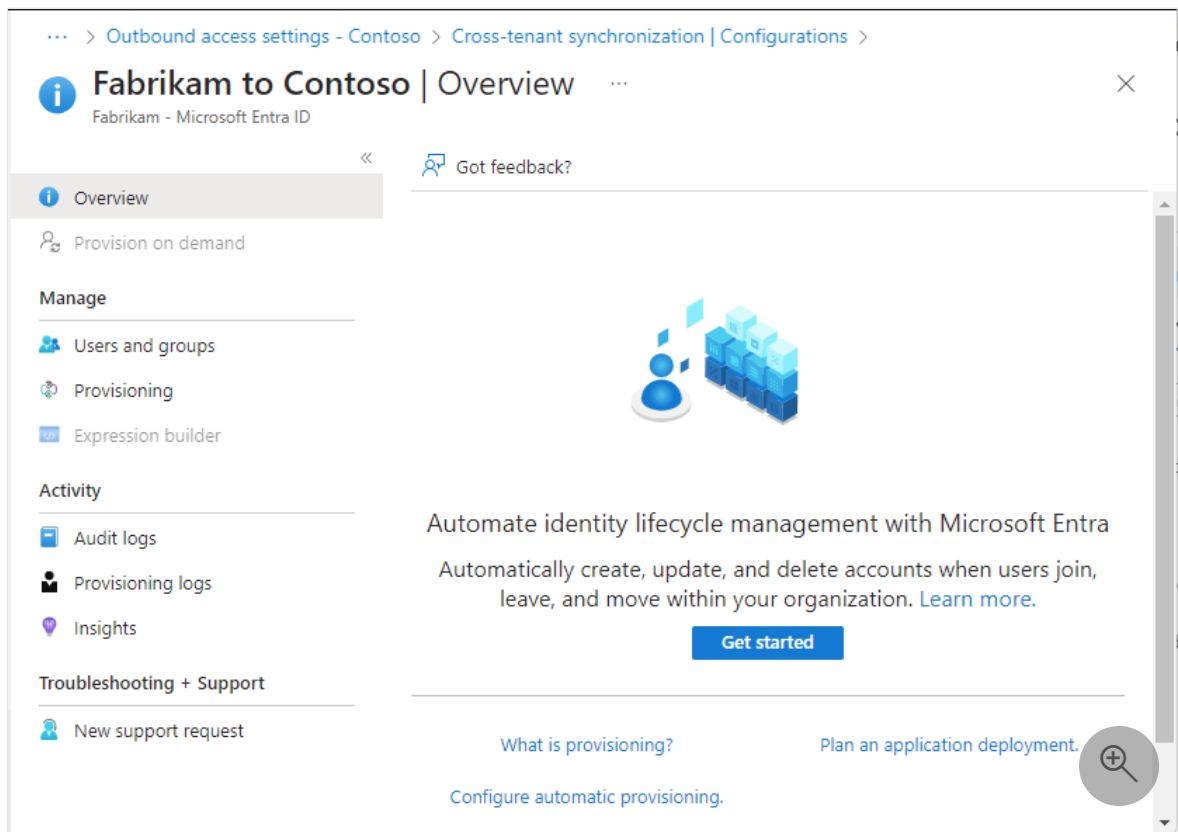 ··· > Outbound access settings - Contoso > Cross-tenant synchronization | Configurations >
Fabrikam to Contoso | Overview ···
Fabrikam - Microsoft Entra ID
Got feedback?
Overview
Provision on demand
Manage
Users and groups
Provisioning
Expression builder
Activity
Audit logs
Provisioning logs
Insights
Troubleshooting + Support
New support request
Automate identity lifecycle management with Microsoft Entra
Automatically create, update, and delete accounts when users join,
leave, and move within your organization. Learn more.
Get started
What is provisioning?
Plan an application deployment.
Configure automatic provisioning.